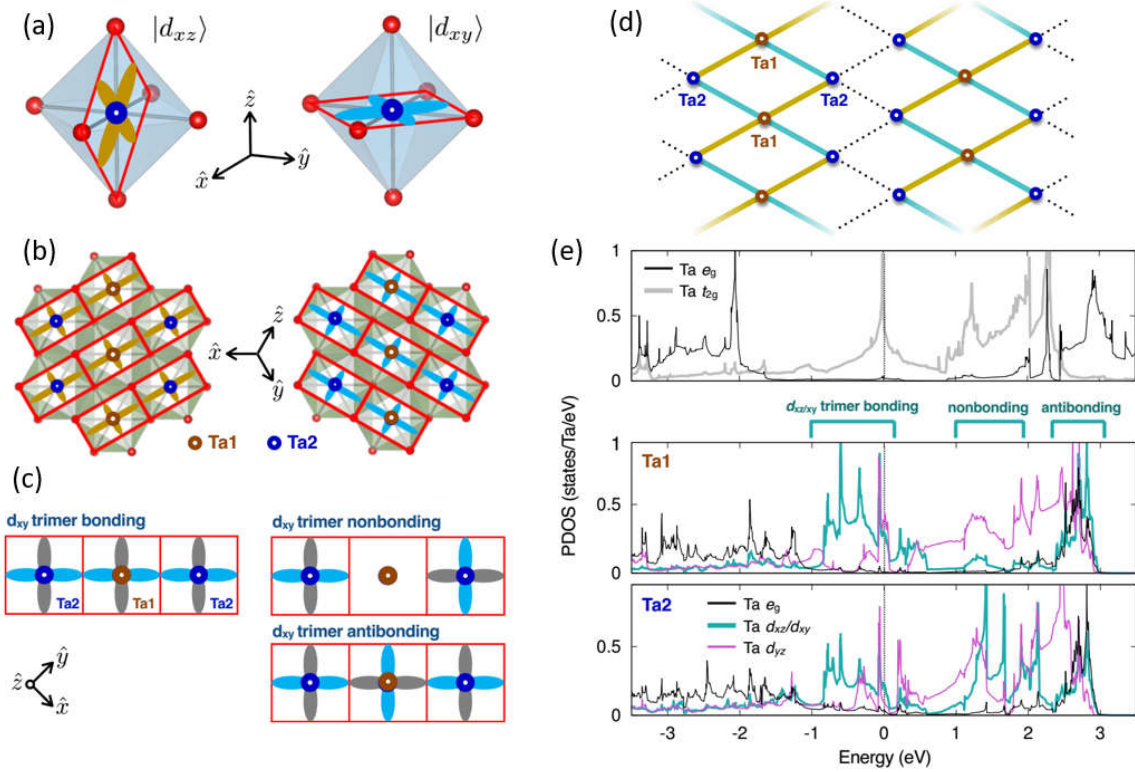 (a)
|d_xz⟩
|d_xy⟩
ẑ
ŷ
x̂
(b)
ẑ
x̂
ŷ
Ta1
Ta2
(c)
d_xy trimer bonding
Ta2
Ta1
Ta2
d_xy trimer nonbonding
d_xy trimer antibonding
ŷ
ẑ
x̂
(d)
Ta1
Ta2
Ta2
Ta1
(e)
PDOS (states/Ta/eV)
1
0.5
0
Ta e_g
Ta t_2g
d_xz/xy trimer bonding
nonbonding
antibonding
1
0.5
0
Ta1
1
0.5
0
Ta2
Ta e_g
Ta d_xz/d_xy
Ta d_yz
-3 -2 -1 0 1 2 3
Energy (eV)